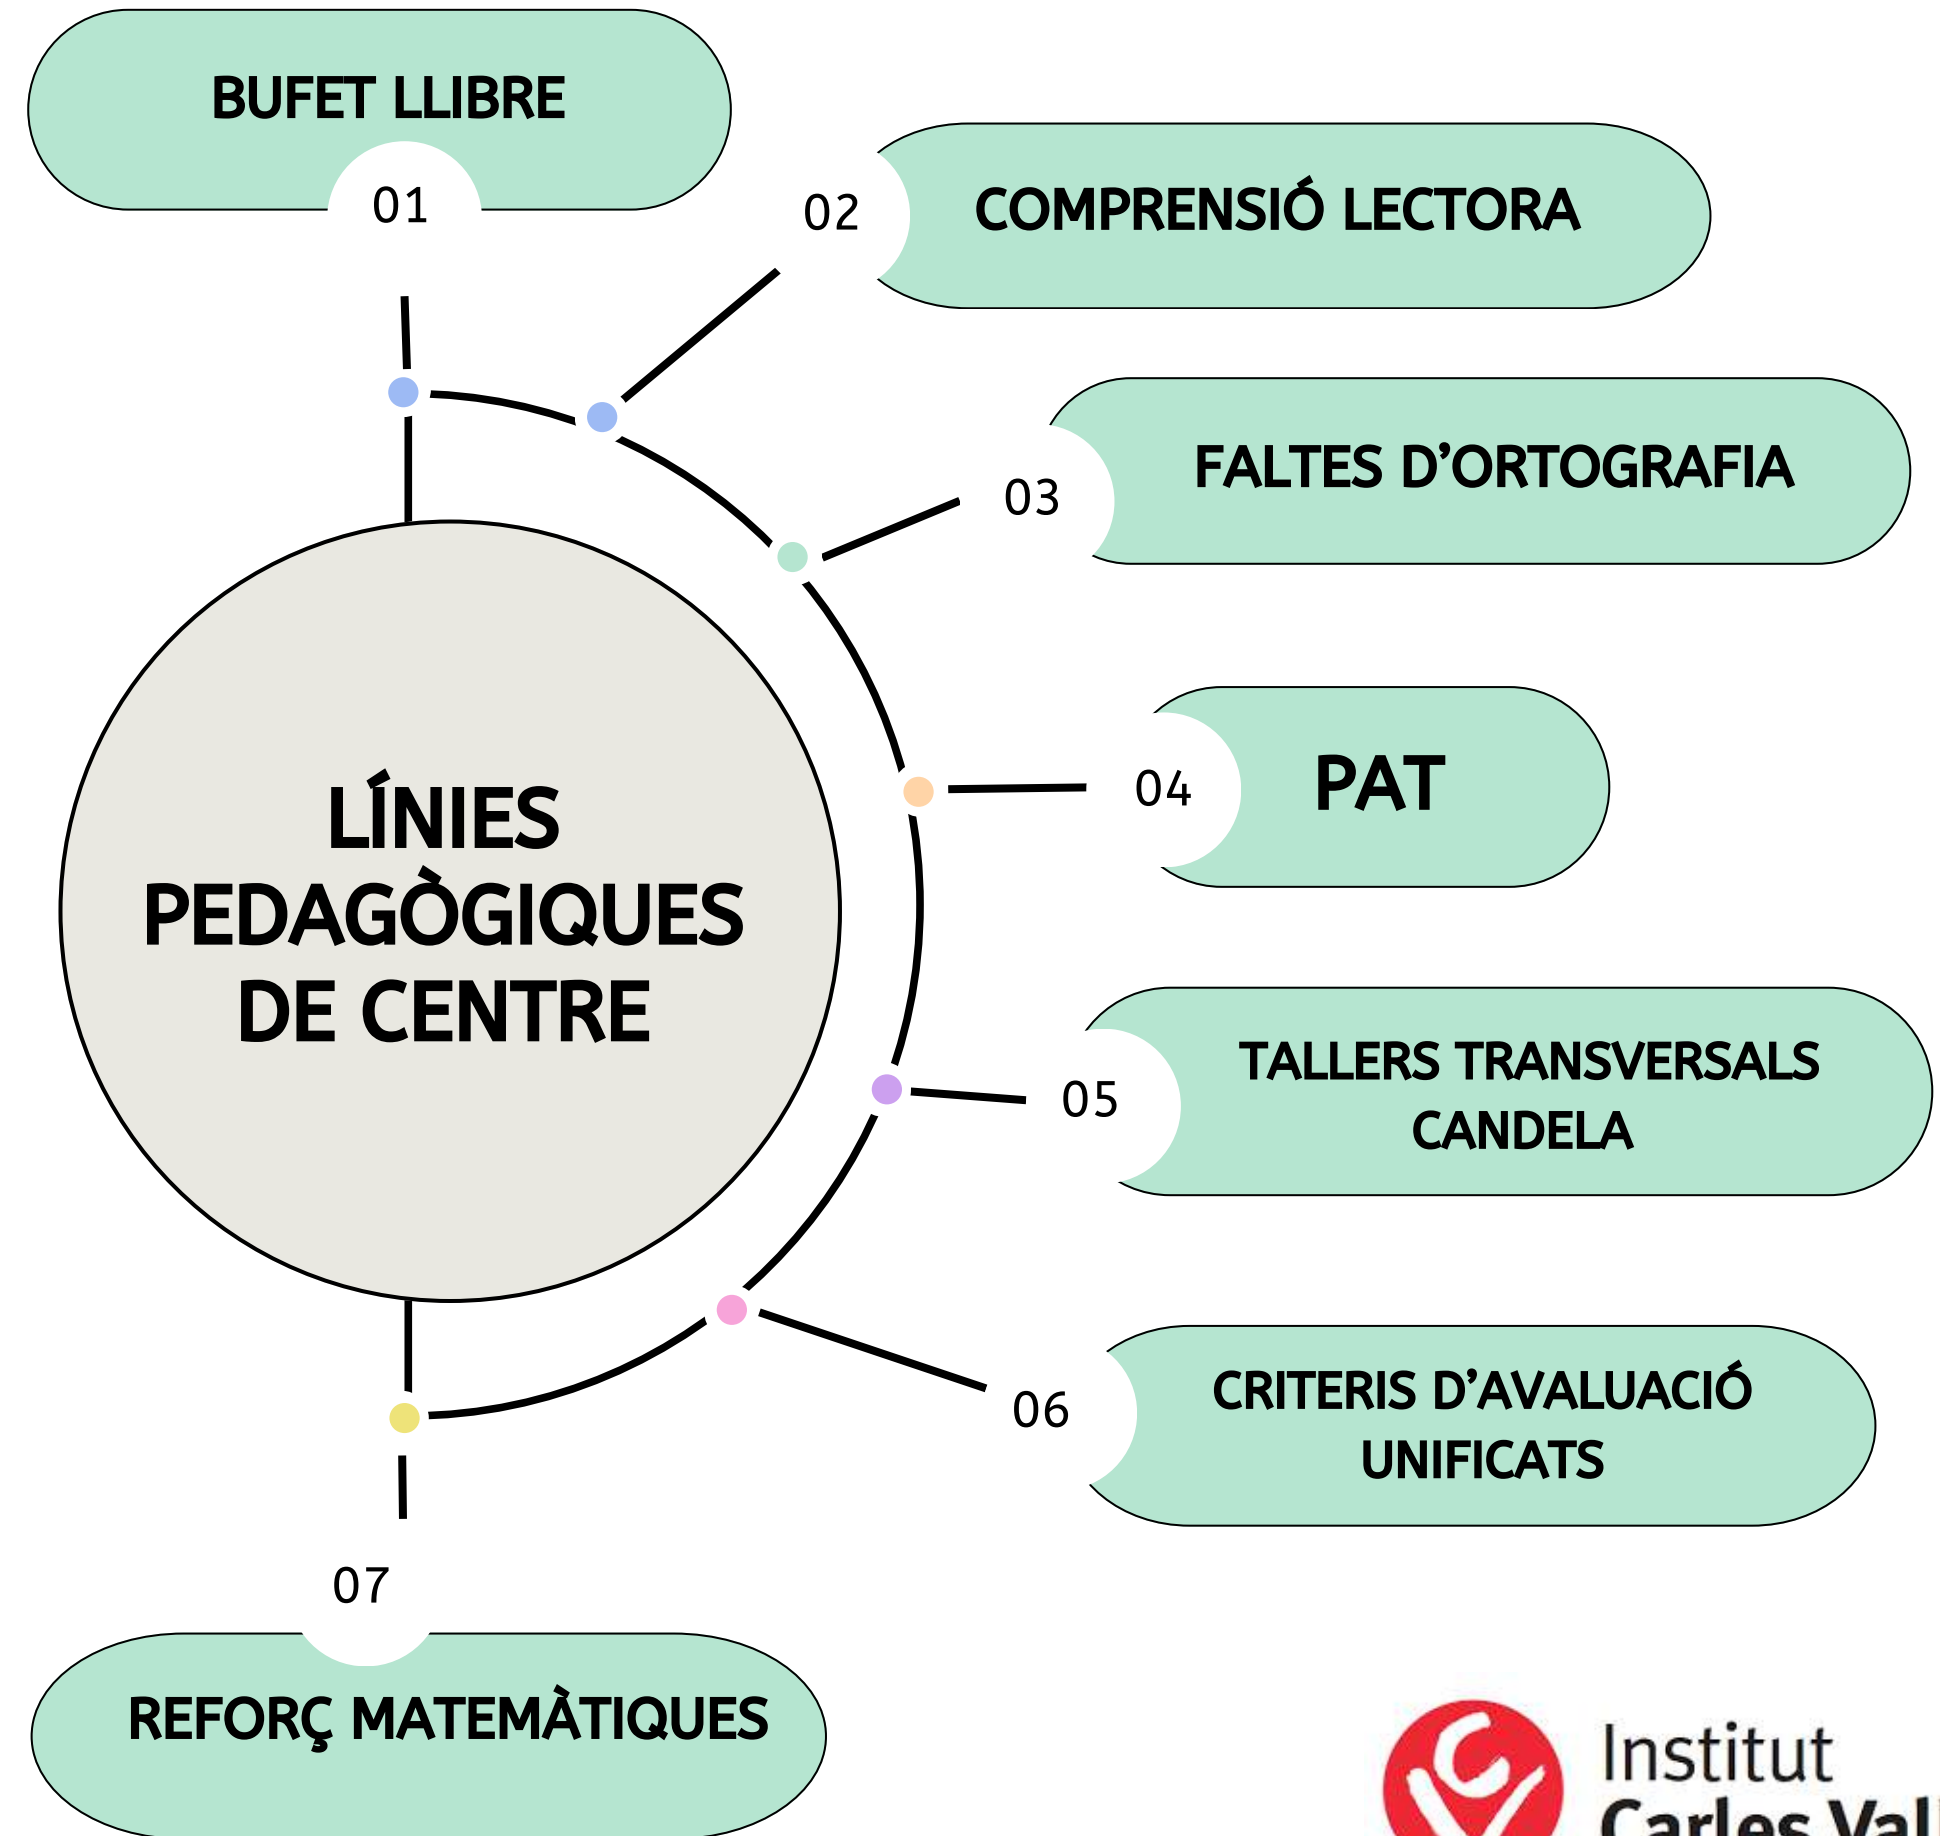 BUFET LLIBRE
01
02
COMPRENSIÓ LECTORA
03
FALTES D’ORTOGRAFIA
04
PAT
LÍNIES
PEDAGÒGIQUES
DE CENTRE
05
TALLERS TRANSVERSALS
CANDELA
06
CRITERIS D’AVALUACIÓ
UNIFICATS
07
REFORÇ MATEMÀTIQUES
Institut
Carles